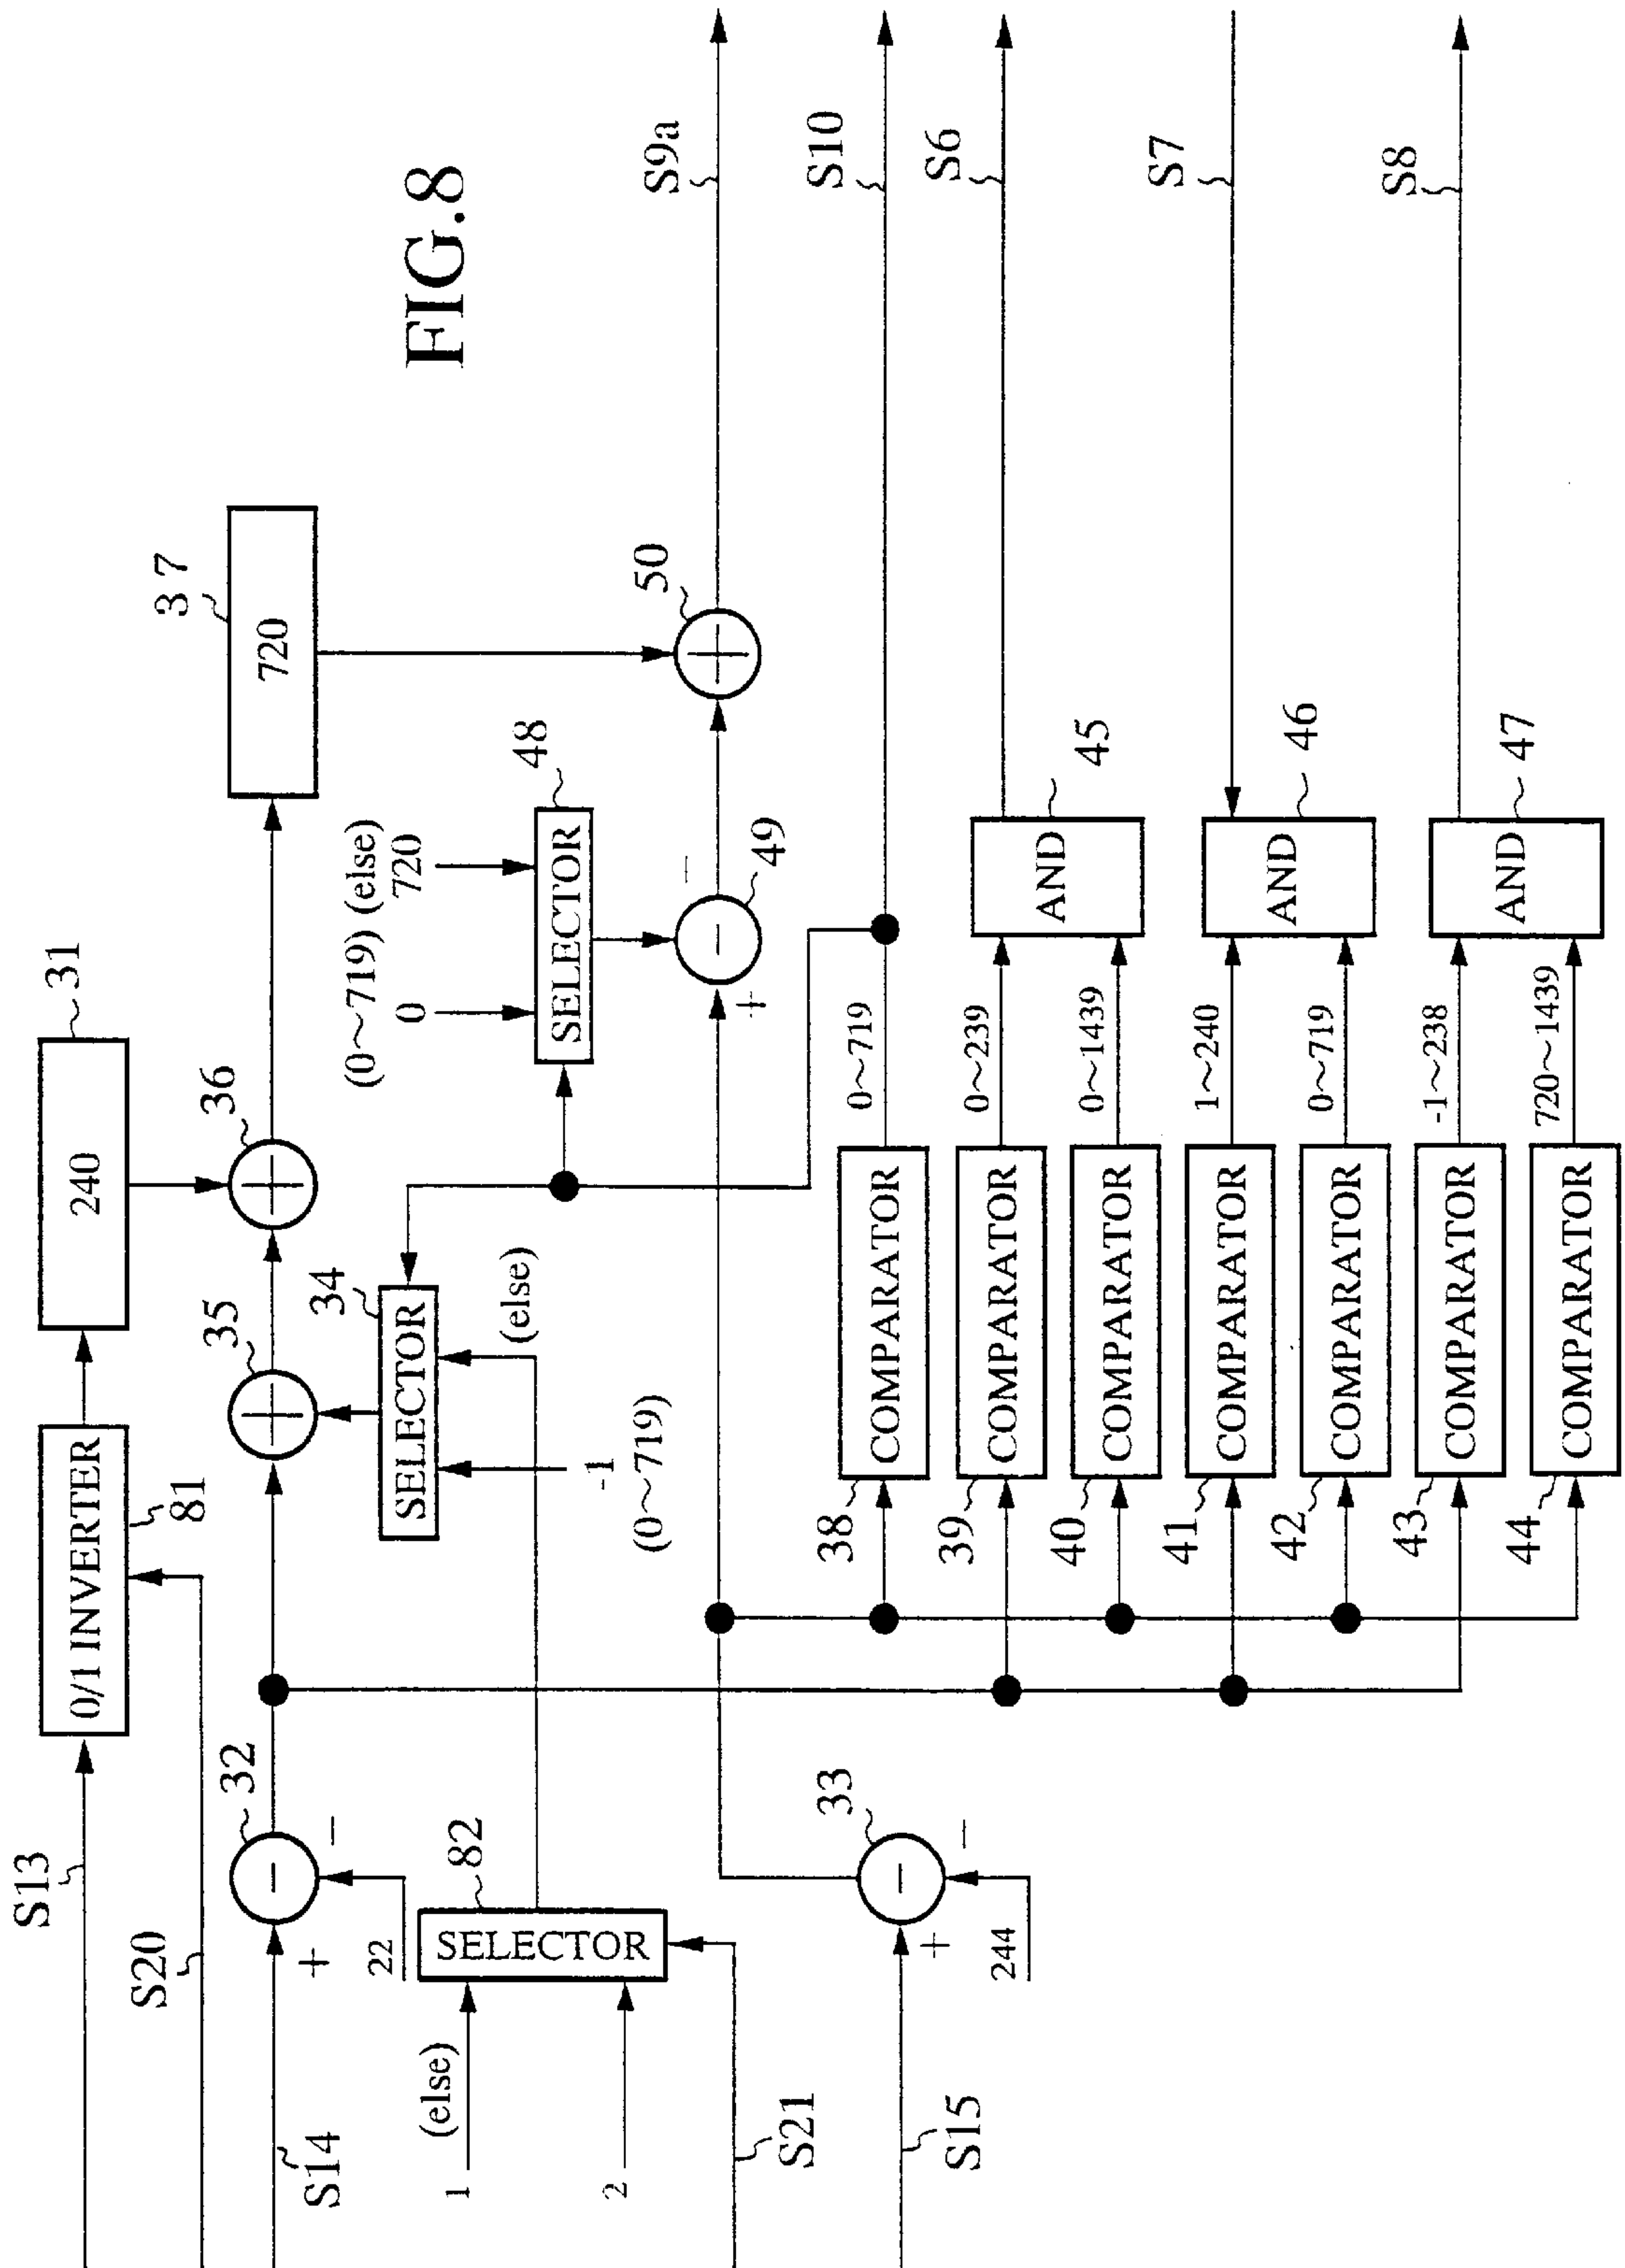 FIG.8
S13
S20
S14
S21
S15
0/1 INVERTER
81
240
31
32
+
−
−
22
35
36
720
3 7
SELECTOR
82
1
(else)
2
SELECTOR
34
(else)
-1
(0~719)
SELECTOR
48
(0~719) (else)
0
720
33
+
−
−
244
49
+
−
−
50
S9a
S10
S6
S7
S8
38
COMPARATOR
0~719
39
COMPARATOR
0~239
40
COMPARATOR
0~1439
AND
45
41
COMPARATOR
1~240
42
COMPARATOR
0~719
AND
46
43
COMPARATOR
-1~238
44
COMPARATOR
720~1439
AND
47